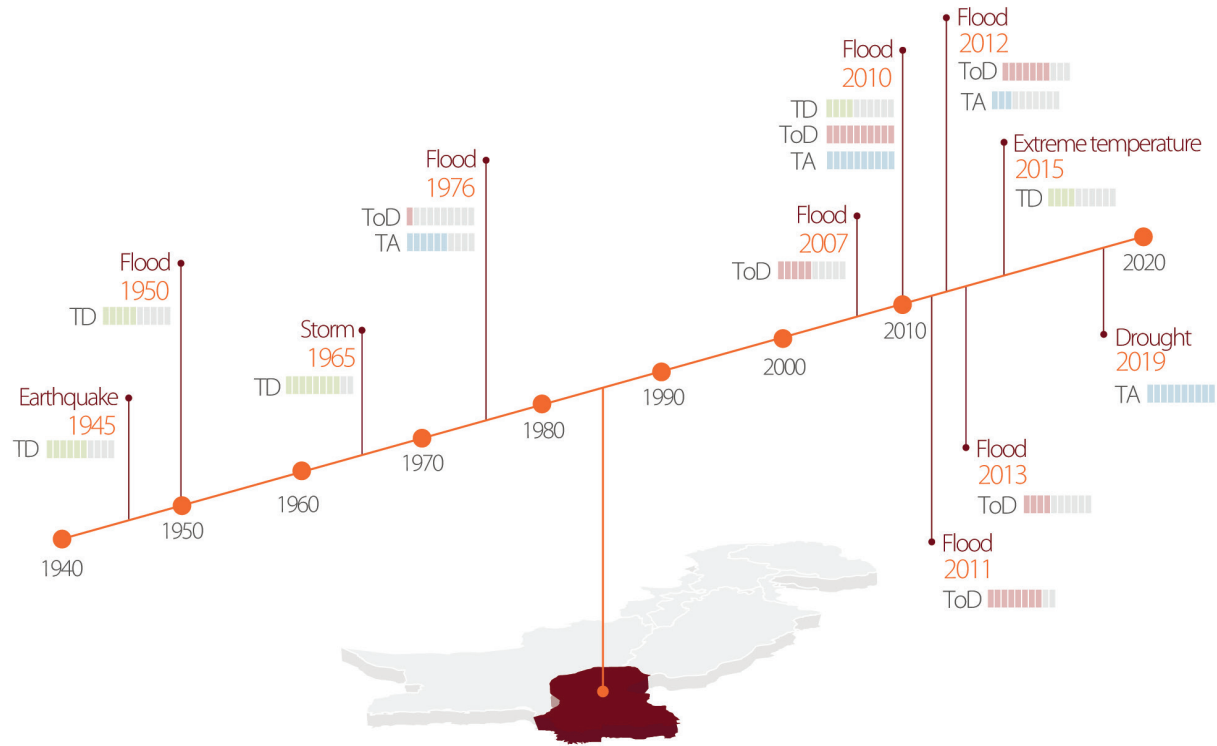 Flood
2012
ToD
TA
Flood
2010
TD
ToD
TA
Extreme temperature
2015
TD
Flood
1976
ToD
TA
Flood
2007
ToD
Flood
1950
TD
Storm
1965
TD
Earthquake
1945
TD
1940
1950
1960
1970
1980
1990
2000
2010
2020
Drought
2019
TA
Flood
2013
ToD
Flood
2011
ToD